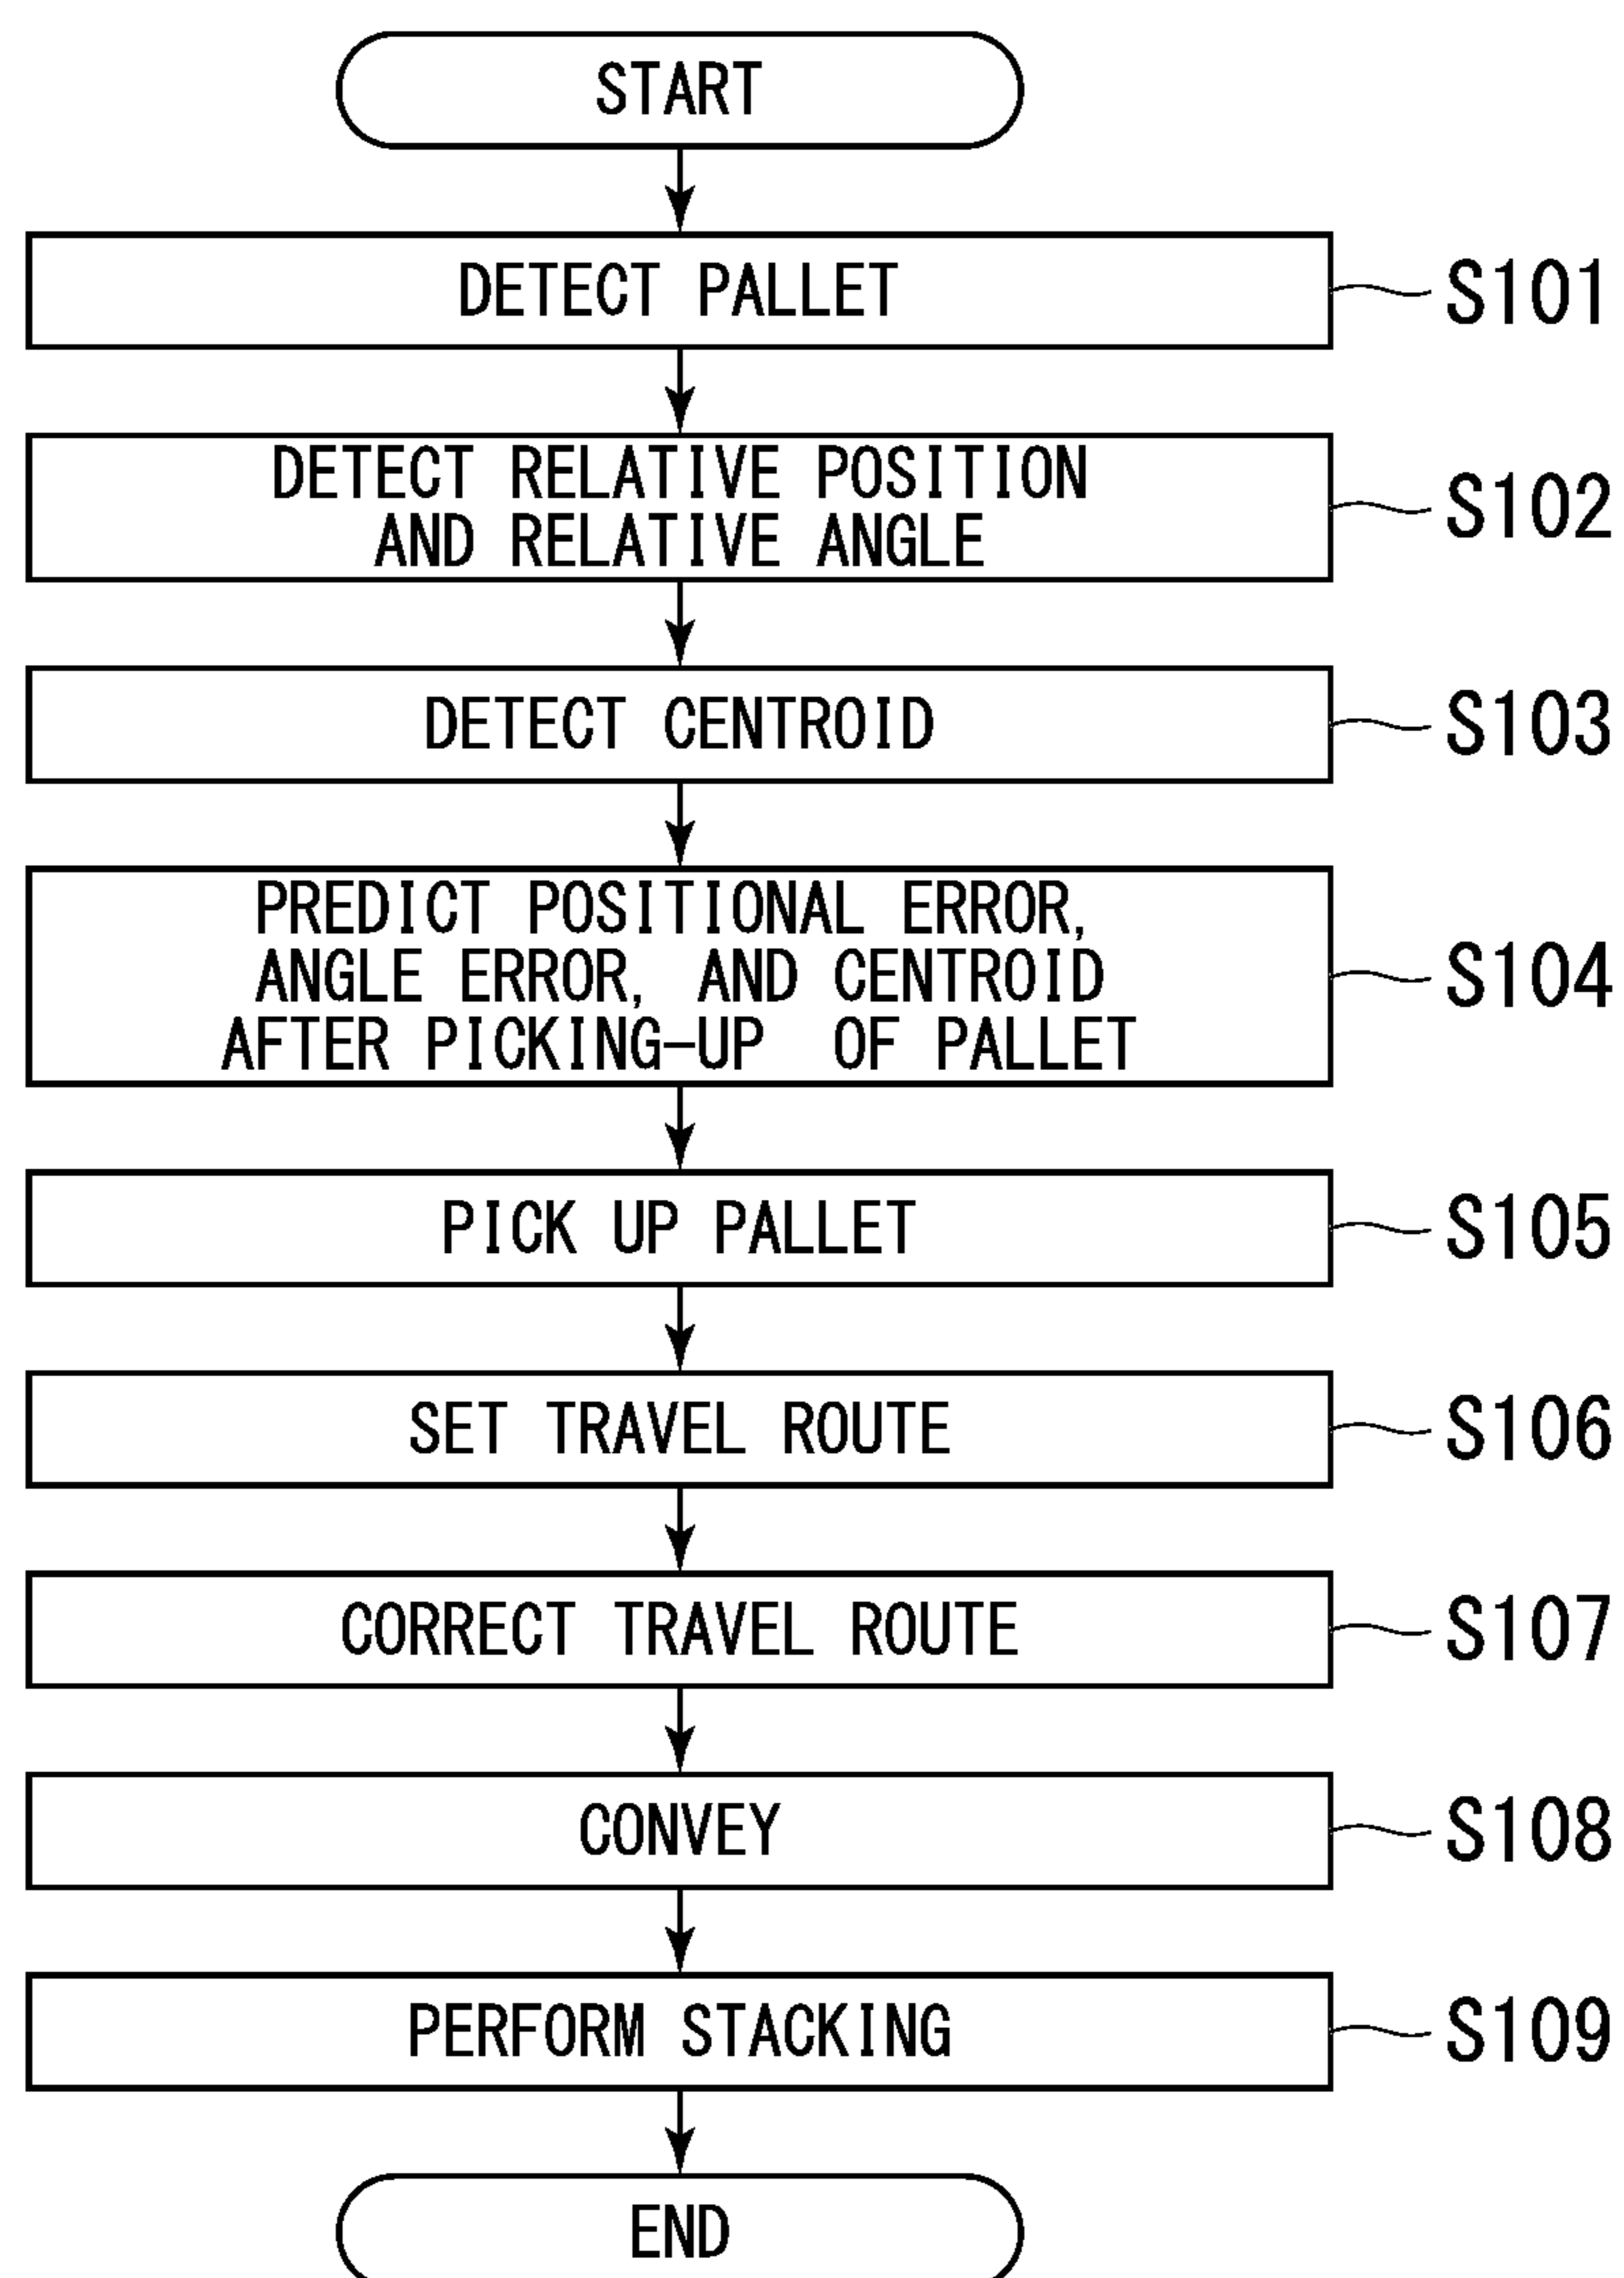 START
DETECT PALLET
S101
DETECT RELATIVE POSITION
AND RELATIVE ANGLE
S102
DETECT CENTROID
S103
PREDICT POSITIONAL ERROR,
ANGLE ERROR, AND CENTROID
AFTER PICKING-UP OF PALLET
S104
PICK UP PALLET
S105
SET TRAVEL ROUTE
S106
CORRECT TRAVEL ROUTE
S107
CONVEY
S108
PERFORM STACKING
S109
END